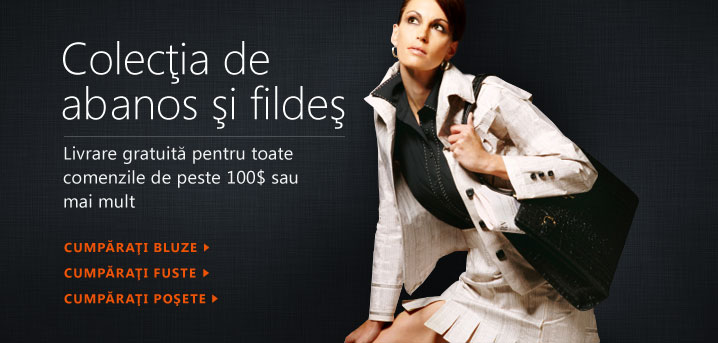 Colecţia de
abanos şi fildeş
Livrare gratuită pentru toate
comenzile de peste 100$ sau
mai mult
CUMPĂRAŢI BLUZE
CUMPĂRAŢI FUSTE
CUMPĂRAŢI POŞETE